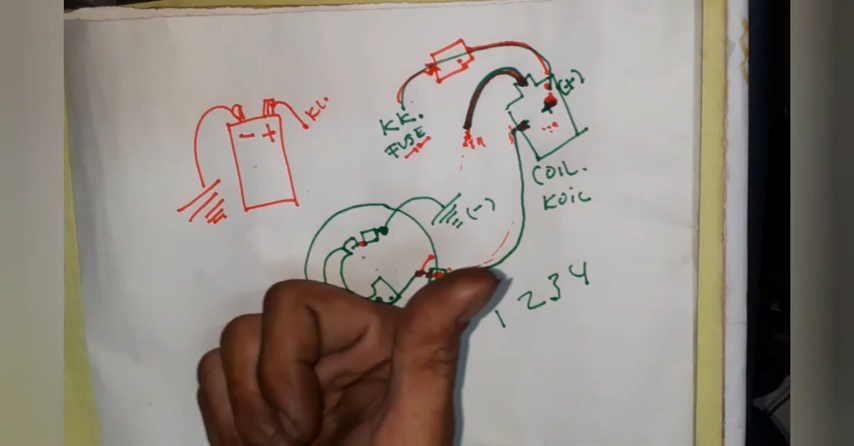 - +
KL.
KK.
FUSE
(+)
+
COIL.
KOIL
(-)
1 2 3 4